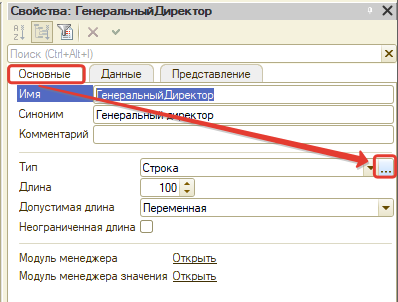 Свойства: ГенеральныйДиректор
Поиск (Ctrl+Alt+I)
Основные Данные Представление
Имя ГенеральныйДиректор
Синоним Генеральный директор
Комментарий
Тип Строка ...
Длина 100
Допустимая длина Переменная
Неограниченная длина
Модуль менеджера Открыть
Модуль менеджера значения Открыть